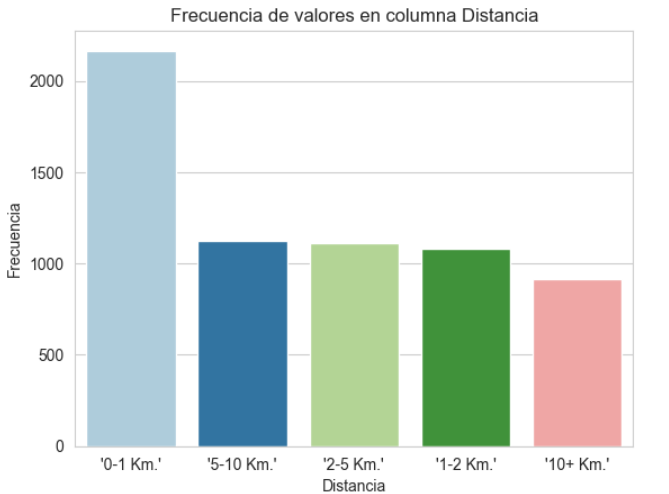 Frecuencia de valores en columna Distancia
Frecuencia
2000
1500
1000
500
0
'0-1 Km.' '5-10 Km.' '2-5 Km.' '1-2 Km.' '10+ Km.'
Distancia